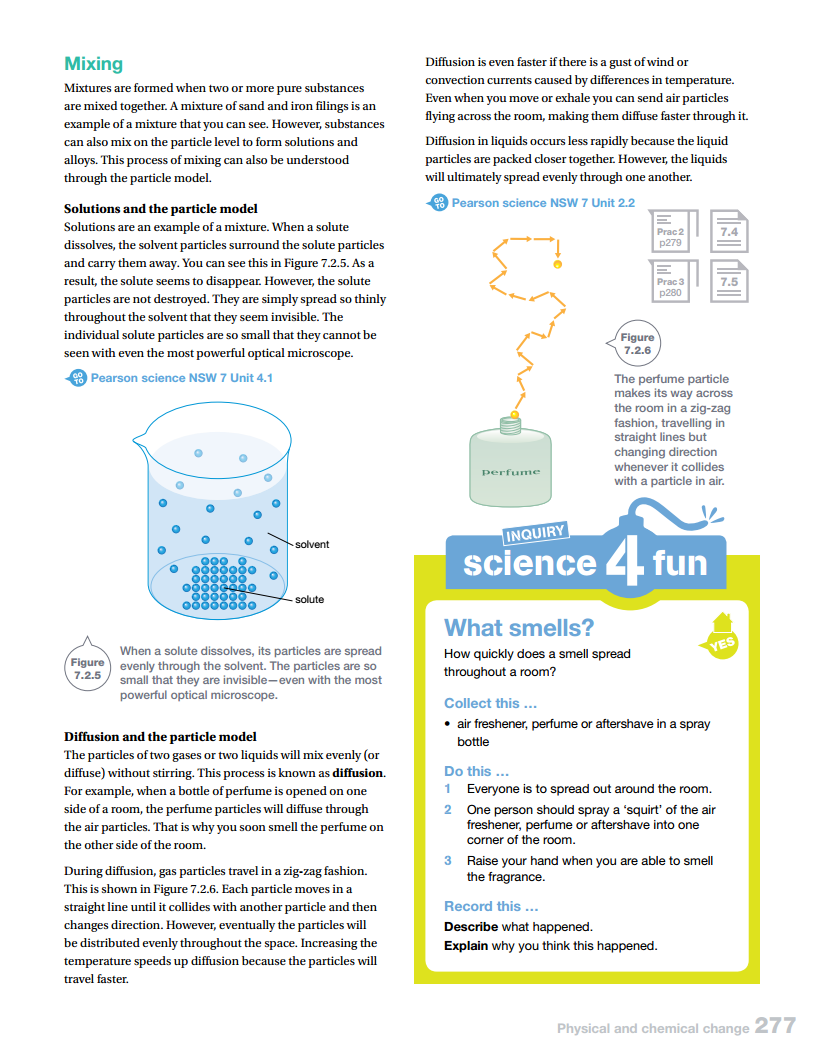 Mixing
Mixtures are formed when two or more pure substances
are mixed together. A mixture of sand and iron filings is an
example of a mixture that you can see. However, substances
can also mix on the particle level to form solutions and
alloys. This process of mixing can also be understood
through the particle model.
Solutions and the particle model
Solutions are an example of a mixture. When a solute
dissolves, the solvent particles surround the solute particles
and carry them away. You can see this in Figure 7.2.5. As a
result, the solute seems to disappear. However, the solute
particles are not destroyed. They are simply spread so thinly
throughout the solvent that they seem invisible. The
individual solute particles are so small that they cannot be
seen with even the most powerful optical microscope.
GO TO Pearson science NSW 7 Unit 4.1
solvent
solute
Figure
7.2.5
When a solute dissolves, its particles are spread
evenly through the solvent. The particles are so
small that they are invisible—even with the most
powerful optical microscope.
Diffusion and the particle model
The particles of two gases or two liquids will mix evenly (or
diffuse) without stirring. This process is known as diffusion.
For example, when a bottle of perfume is opened on one
side of a room, the perfume particles will diffuse through
the air particles. That is why you soon smell the perfume on
the other side of the room.
During diffusion, gas particles travel in a zig-zag fashion.
This is shown in Figure 7.2.6. Each particle moves in a
straight line until it collides with another particle and then
changes direction. However, eventually the particles will
be distributed evenly throughout the space. Increasing the
temperature speeds up diffusion because the particles will
travel faster.
Diffusion is even faster if there is a gust of wind or
convection currents caused by differences in temperature.
Even when you move or exhale you can send air particles
flying across the room, making them diffuse faster through it.
Diffusion in liquids occurs less rapidly because the liquid
particles are packed closer together. However, the liquids
will ultimately spread evenly through one another.
GO TO Pearson science NSW 7 Unit 2.2
Prac 2
p279
7.4
Prac 3
p280
7.5
perfume
Figure
7.2.6
The perfume particle
makes its way across
the room in a zig-zag
fashion, travelling in
straight lines but
changing direction
whenever it collides
with a particle in air.
INQUIRY
science 4 fun
What smells?
YES
How quickly does a smell spread
throughout a room?
Collect this …
• air freshener, perfume or aftershave in a spray
bottle
Do this …
1 Everyone is to spread out around the room.
2 One person should spray a ‘squirt’ of the air
freshener, perfume or aftershave into one
corner of the room.
3 Raise your hand when you are able to smell
the fragrance.
Record this …
Describe what happened.
Explain why you think this happened.
Physical and chemical change 277